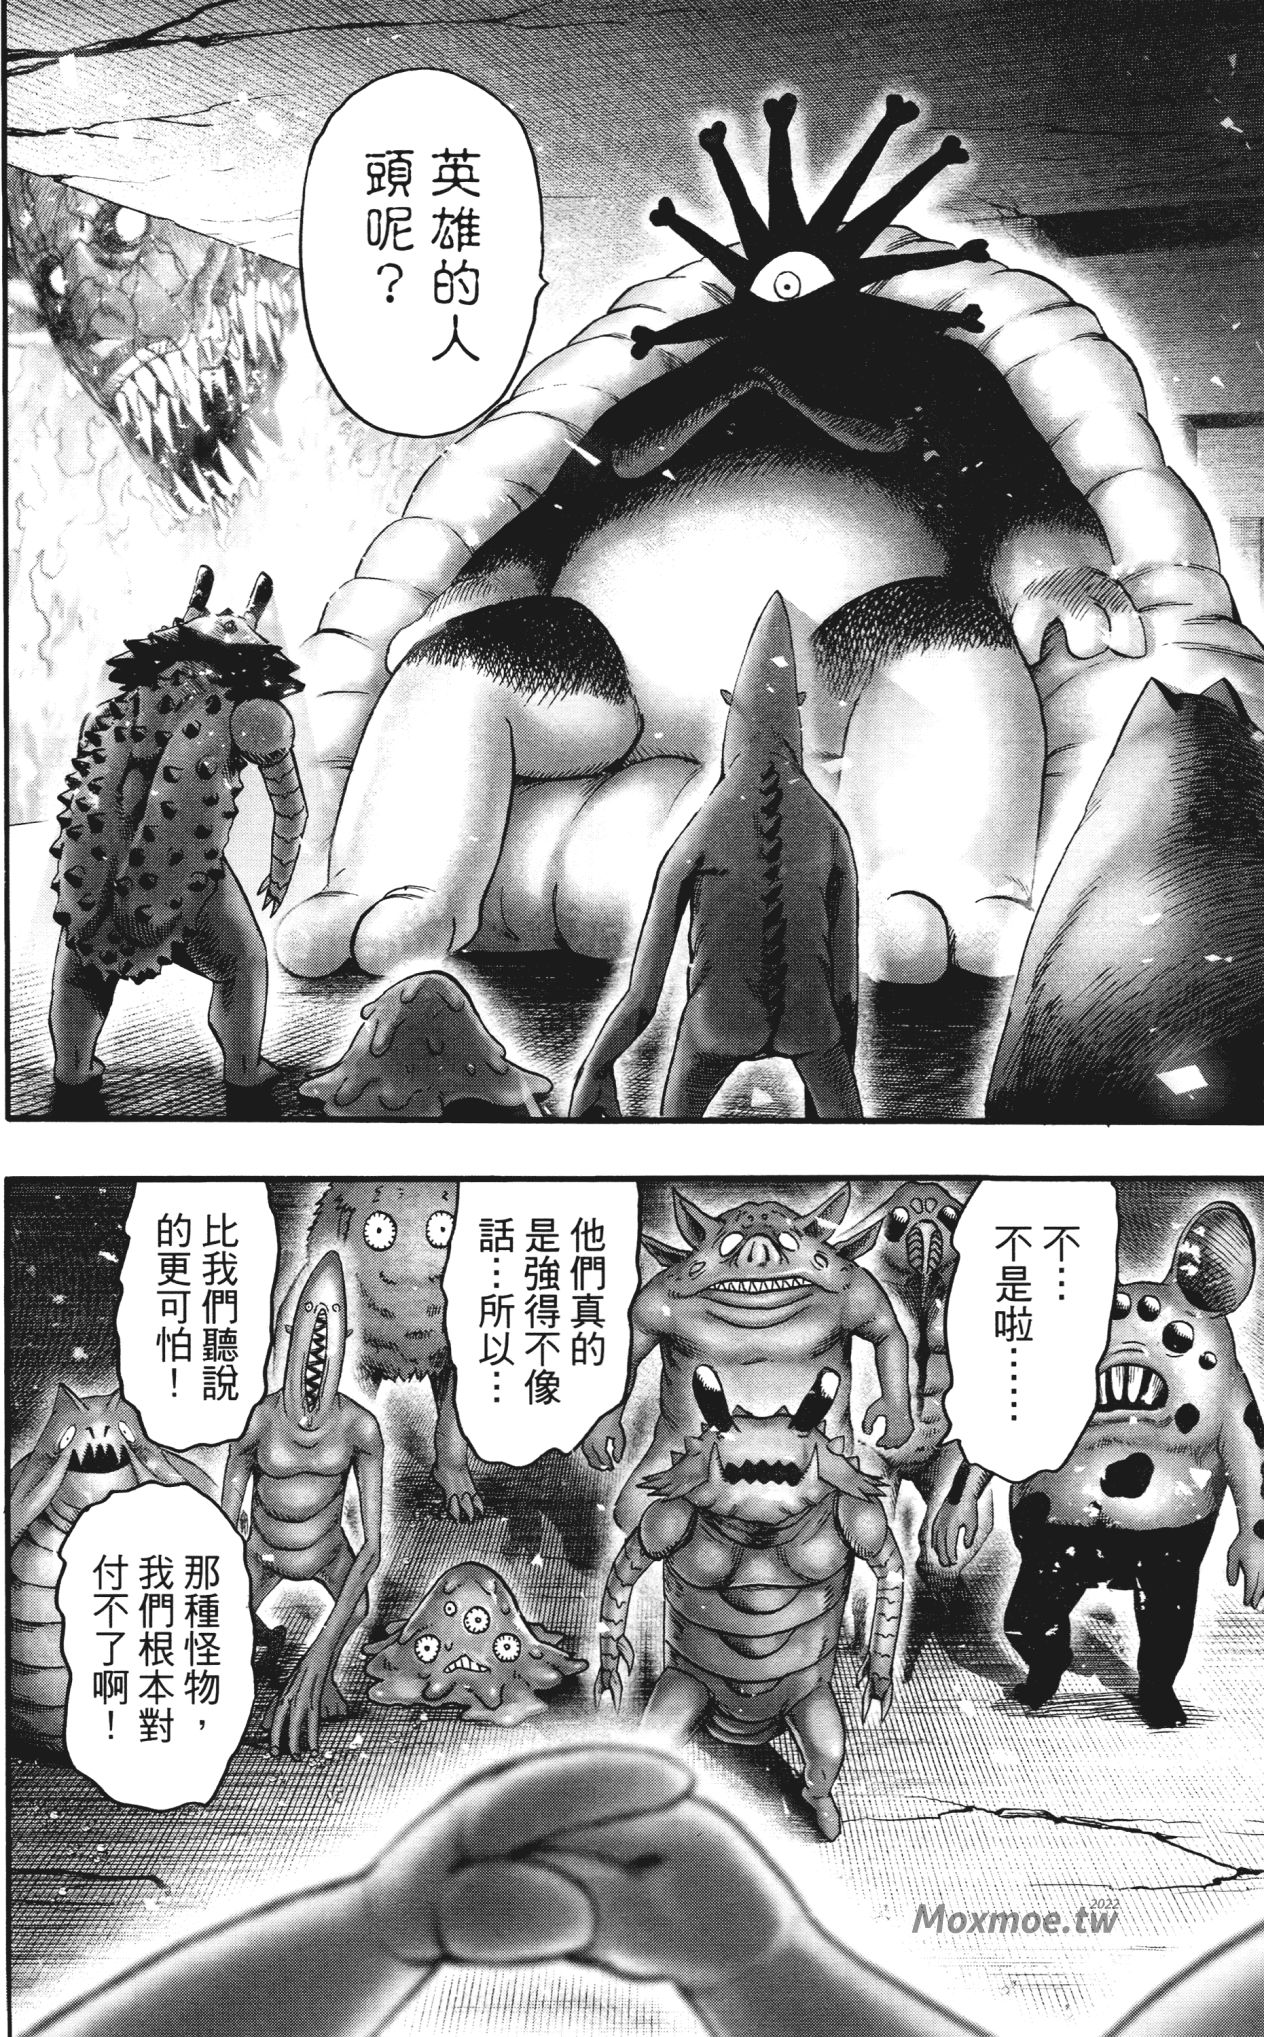 英雄的人
頭呢？
不…
不是啦……
他們真的
是強得不像
話…所以…
比我們聽說
的更可怕！
那種怪物，
我們根本對
付不了啊！
2022
Moxmoe.tw